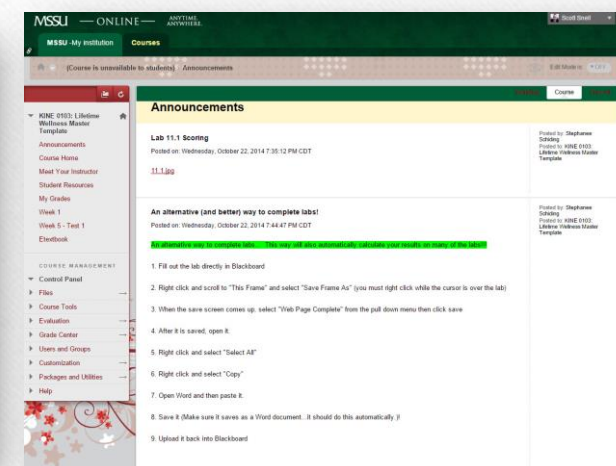 MSSU — ONLINE — ANYTIME. ANYWHERE.
Scott Snell
MSSU -My Institution Courses
(Course is unavailable to students) Announcements
Edit Mode is: OFF
Course
KINE 0103: Lifetime Wellness Master Template
Announcements
Course Home
Meet Your Instructor
Student Resources
My Grades
Week 1
Week 5 - Test 1
Etextbook
COURSE MANAGEMENT
Control Panel
Files
Course Tools
Evaluation
Grade Center
Users and Groups
Customization
Packages and Utilities
Help
Announcements
Lab 11.1 Scoring
Posted on: Wednesday, October 22, 2014 7:35:12 PM CDT
11.1.jpg
Posted by: Stephanee Schiding
Posted to: KINE 0103: Lifetime Wellness Master Template
An alternative (and better) way to complete labs!
Posted on: Wednesday, October 22, 2014 7:44:47 PM CDT
Posted by: Stephanee Schiding
Posted to: KINE 0103: Lifetime Wellness Master Template
An alternative way to complete labs.... This way will also automatically calculate your results on many of the labs!!!
1. Fill out the lab directly in Blackboard
2. Right click and scroll to "This Frame" and select "Save Frame As" (you must right click while the cursor is over the lab)
3. When the save screen comes up, select "Web Page Complete" from the pull down menu then click save
4. After it is saved, open it.
5. Right click and select "Select All"
6. Right click and select "Copy"
7. Open Word and then paste it.
8. Save it (Make sure it saves as a Word document...it should do this automatically.)!
9. Upload it back into Blackboard